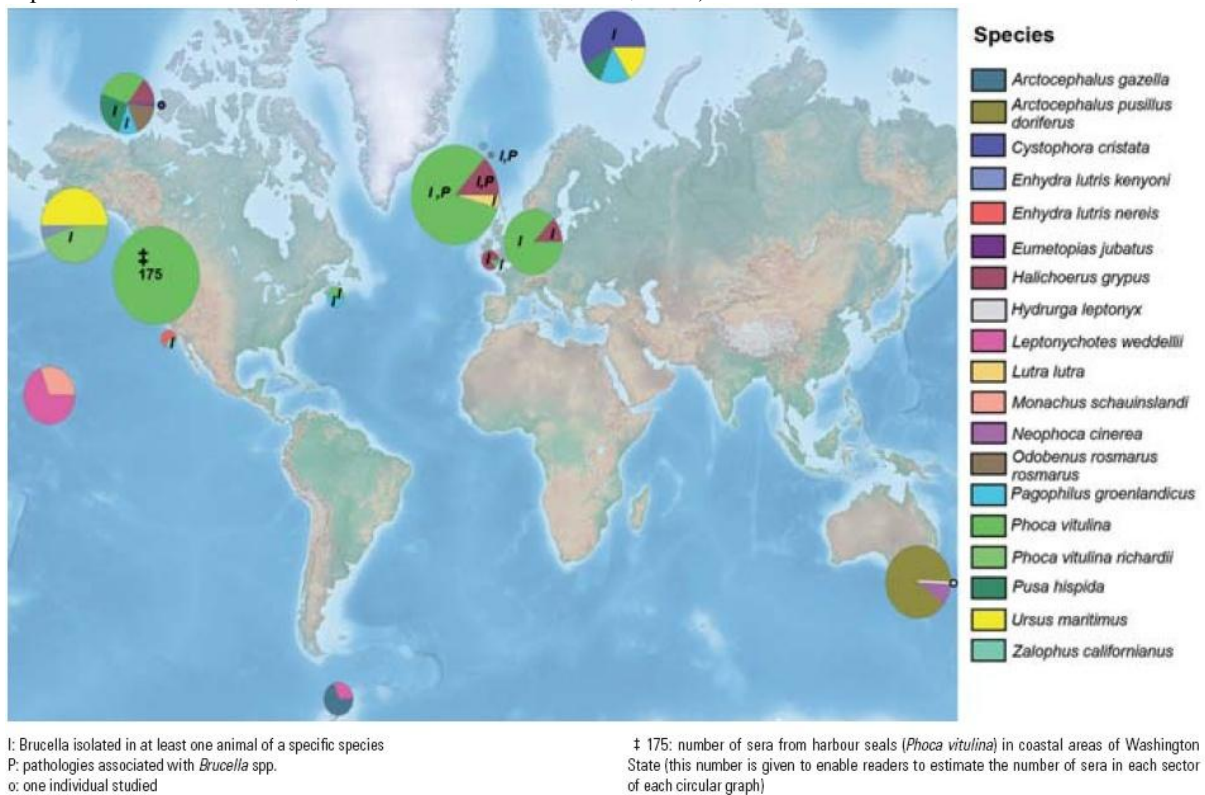 I
I
I
I,P
I,P
I,P
I
I
I
I
I
I
‡
175
I
I
I
I
Species
Arctocephalus gazella
Arctocephalus pusillus
doriferus
Cystophora cristata
Enhydra lutris kenyoni
Enhydra lutris nereis
Eumetopias jubatus
Halichoerus grypus
Hydrurga leptonyx
Leptonychotes weddellii
Lutra lutra
Monachus schauinslandi
Neophoca cinerea
Odobenus rosmarus
rosmarus
Pagophilus groenlandicus
Phoca vitulina
Phoca vitulina richardii
Pusa hispida
Ursus maritimus
Zalophus californianus
I: Brucella isolated in at least one animal of a specific species
P: pathologies associated with Brucella spp.
o: one individual studied
‡ 175: number of sera from harbour seals (Phoca vitulina) in coastal areas of Washington
State (this number is given to enable readers to estimate the number of sera in each sector
of each circular graph)